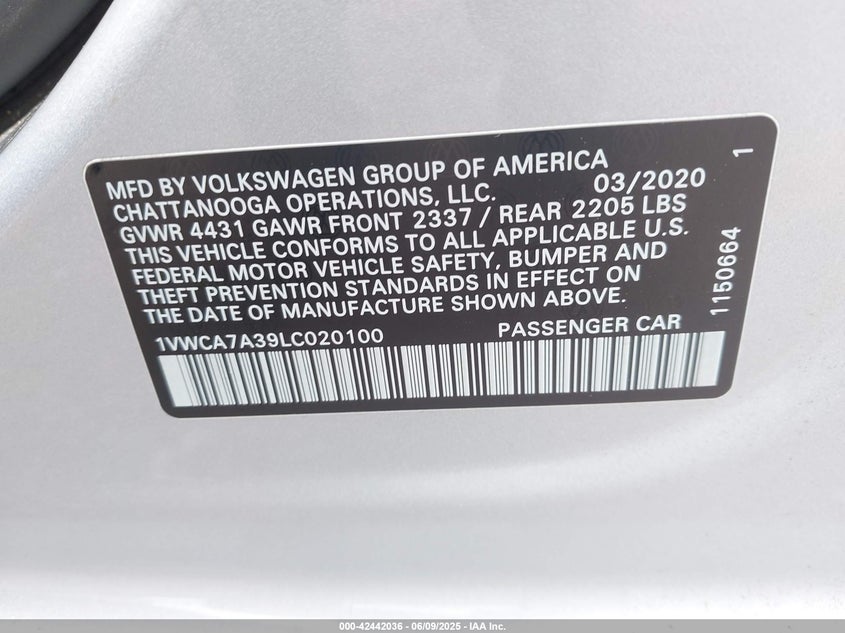 MFD BY VOLKSWAGEN GROUP OF AMERICA
CHATTANOOGA OPERATIONS, LLC. 03/2020
GVWR 4431 GAWR FRONT 2337 / REAR 2205 LBS
THIS VEHICLE CONFORMS TO ALL APPLICABLE U.S.
FEDERAL MOTOR VEHICLE SAFETY, BUMPER AND
THEFT PREVENTION STANDARDS IN EFFECT ON
THE DATE OF MANUFACTURE SHOWN ABOVE.
1VWCA7A39LC020100 PASSENGER CAR
1150664 1
000-42442036 - 06/09/2025 - IAA Inc.